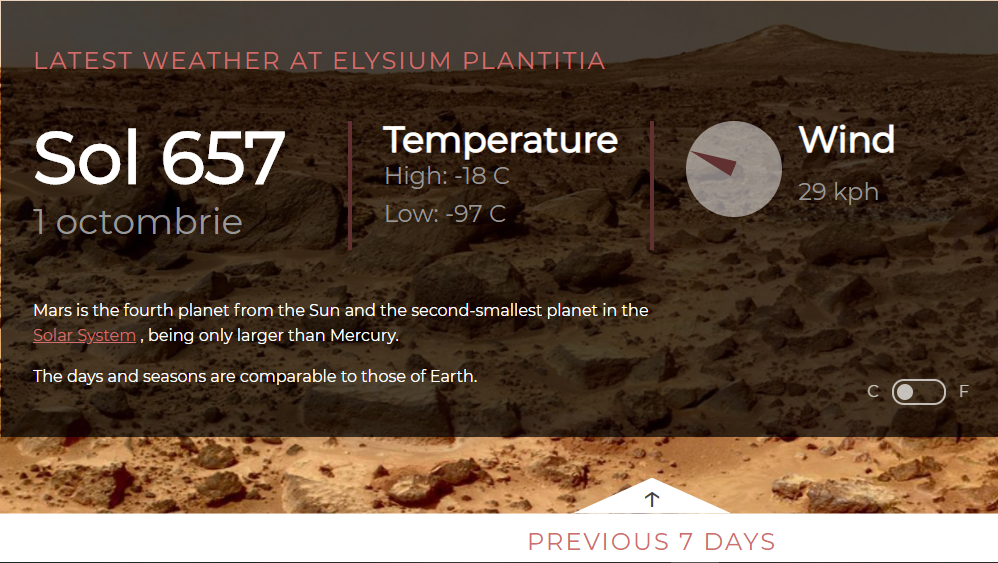 LATEST WEATHER AT ELYSIUM PLANTITIA
Sol 657
1 octombrie
Temperature
High: -18 C
Low: -97 C
Wind
29 kph
Mars is the fourth planet from the Sun and the second-smallest planet in the
Solar System , being only larger than Mercury.
The days and seasons are comparable to those of Earth.
C F
↑
PREVIOUS 7 DAYS